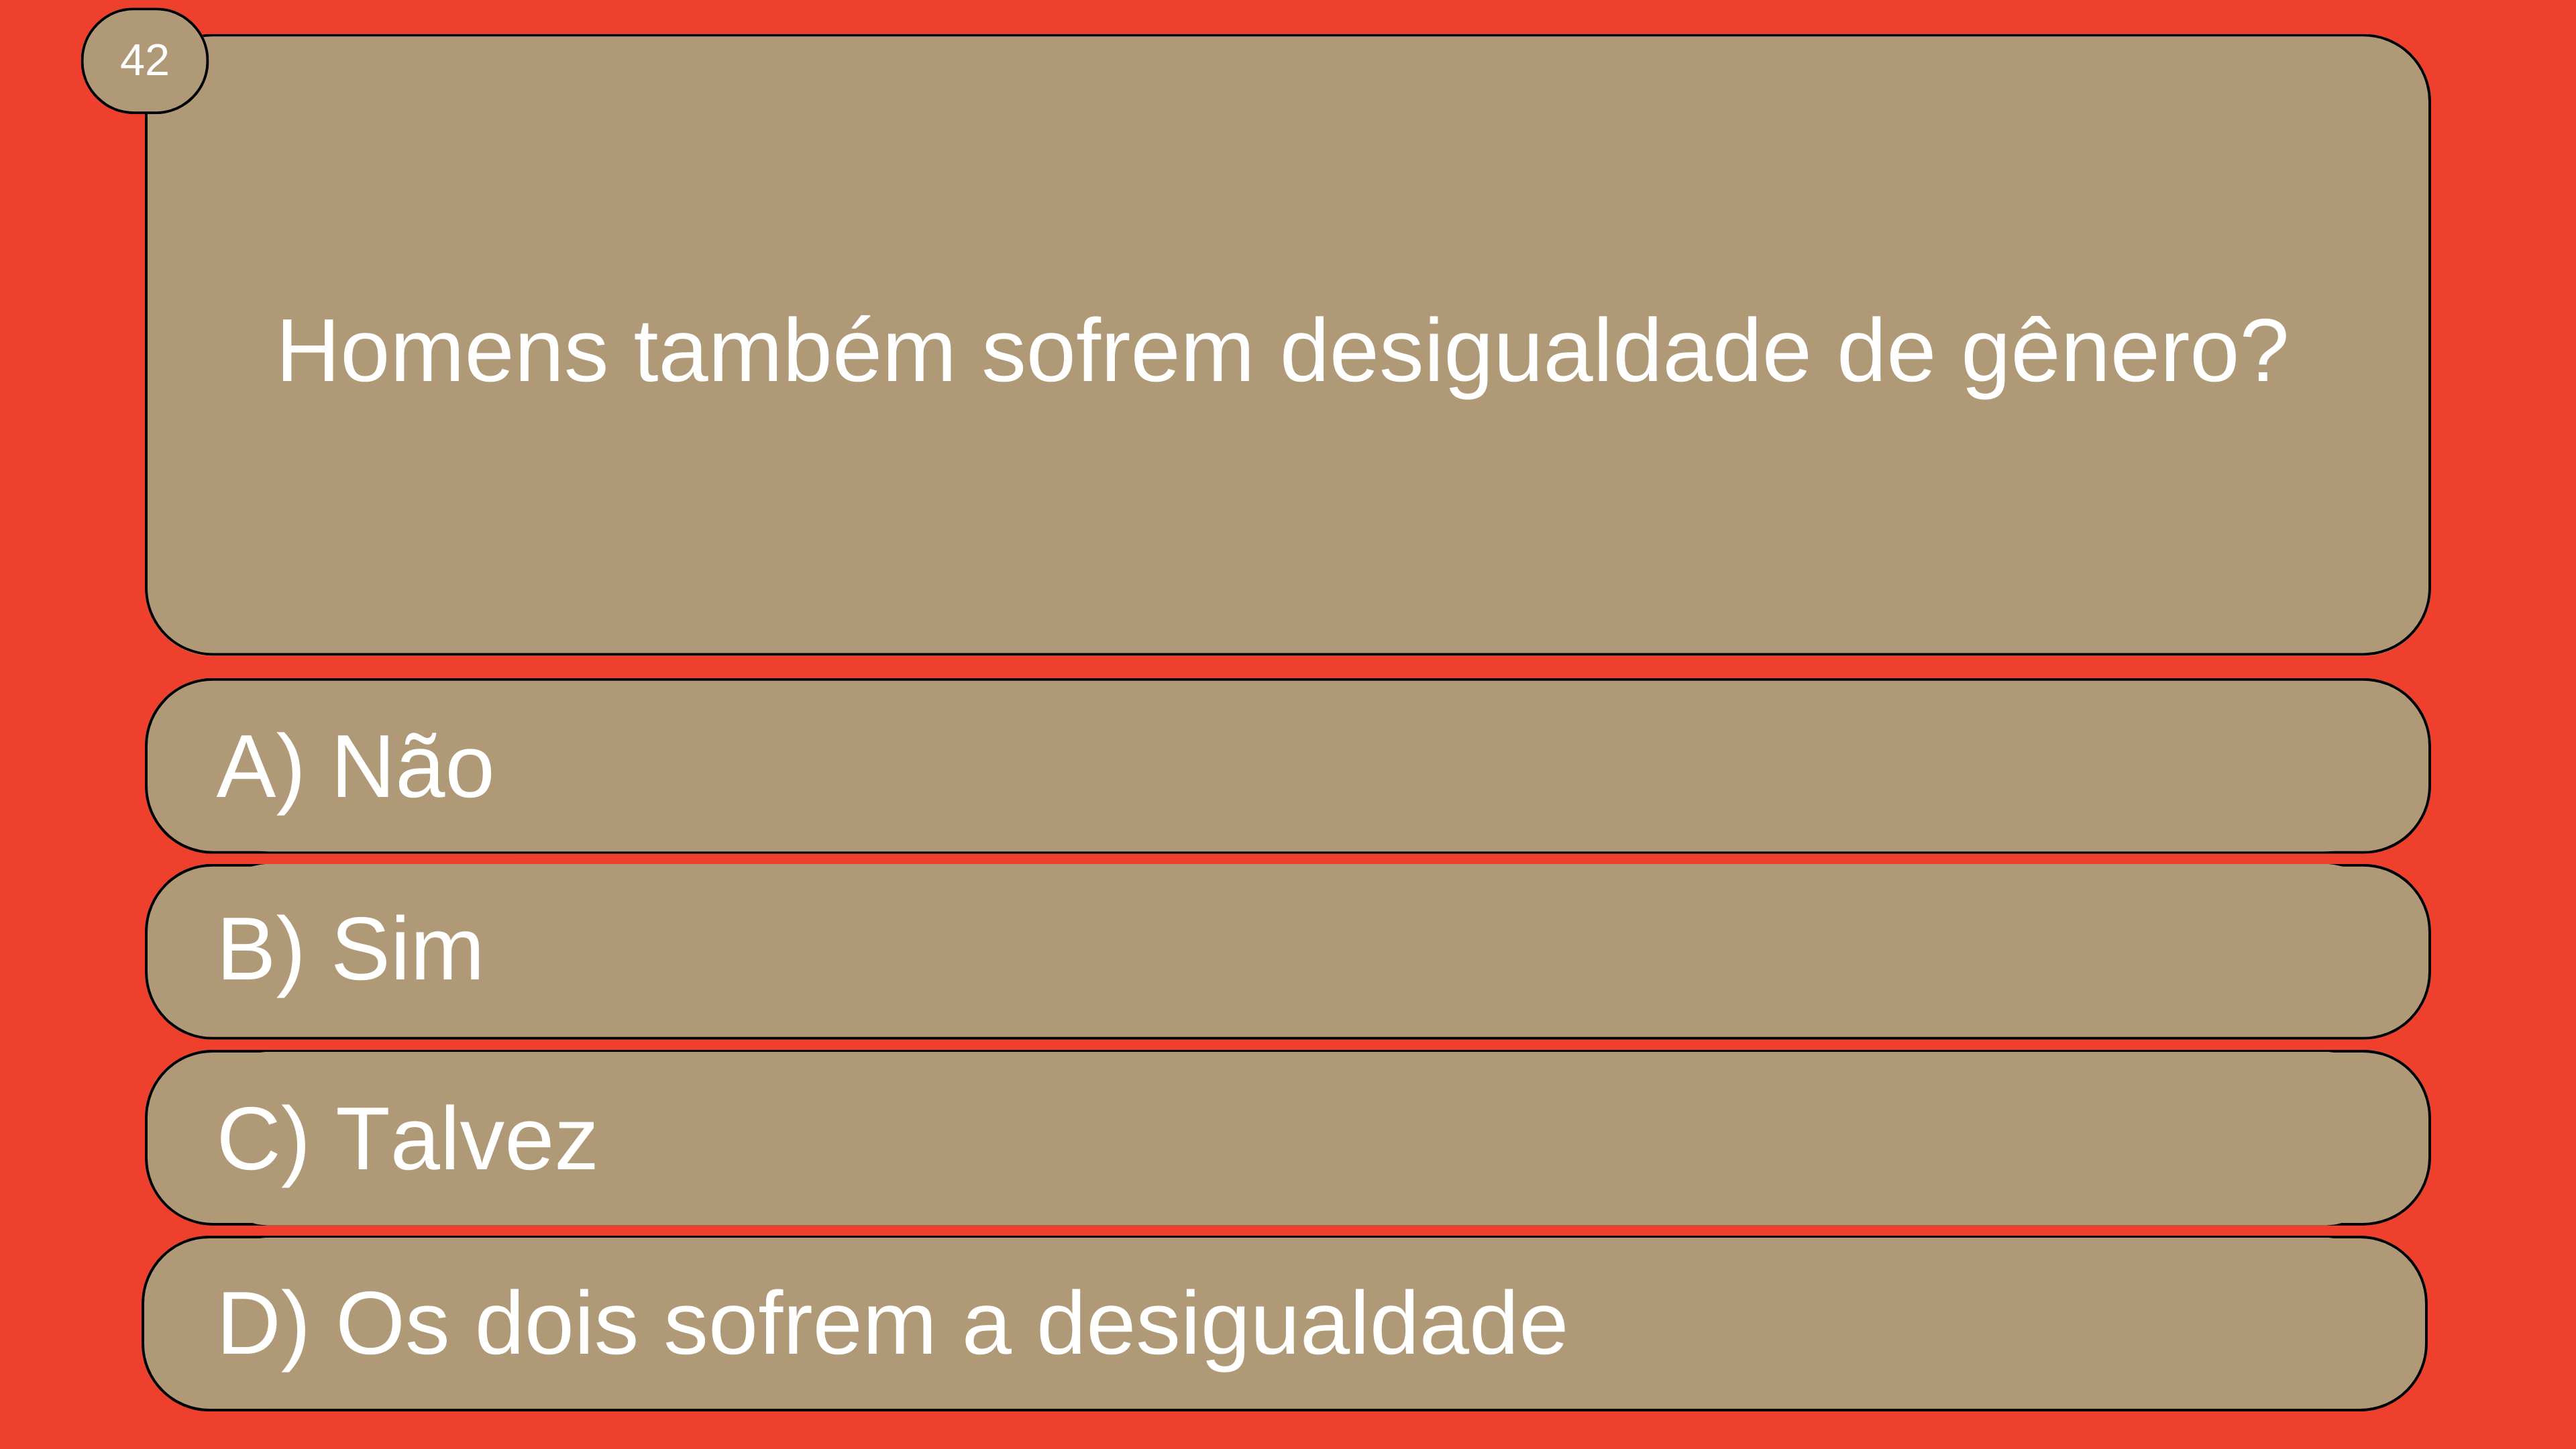 42
Homens também sofrem desigualdade de gênero?
A) Não
B) Sim
C) Talvez
D) Os dois sofrem a desigualdade